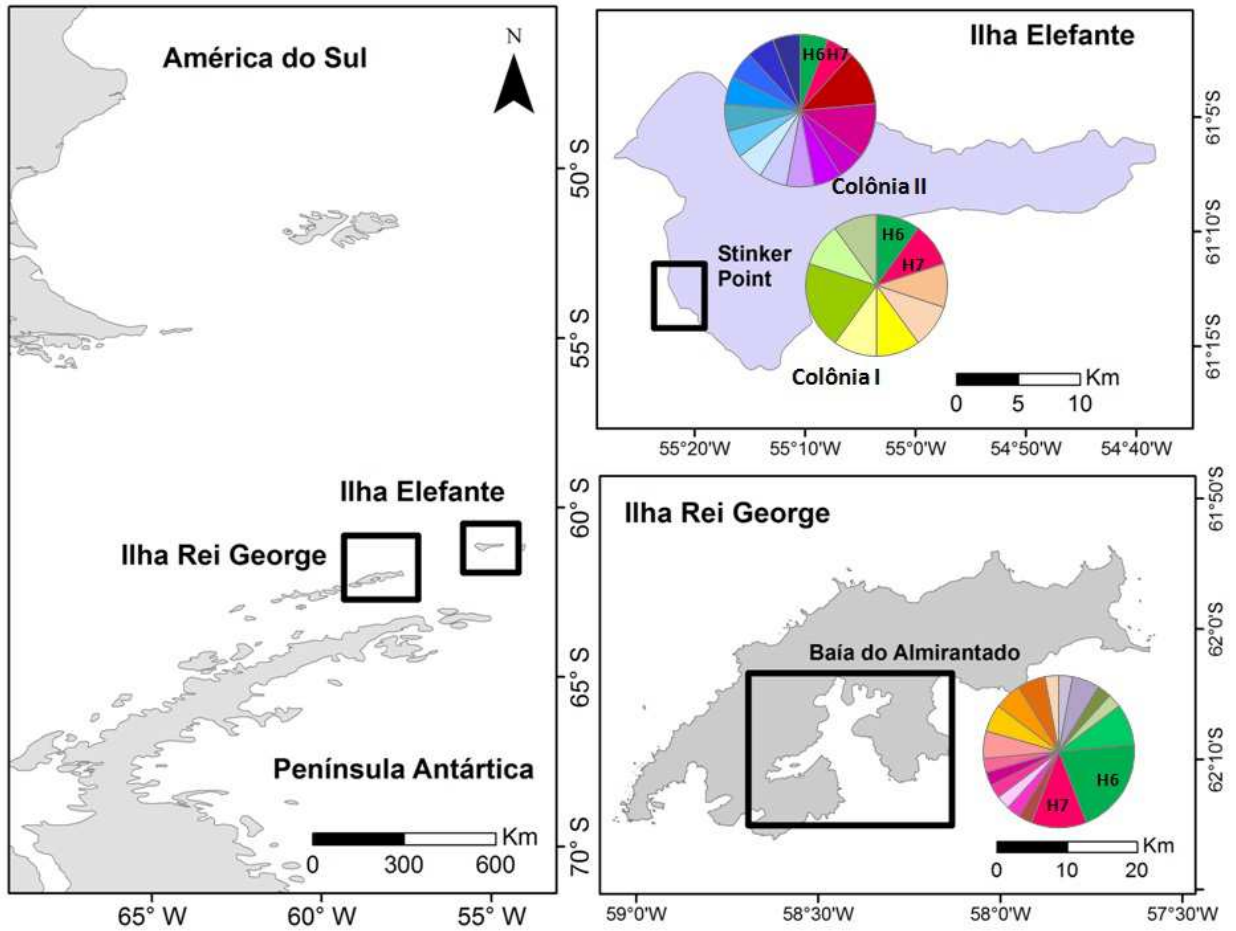 América do Sul
N
50° S
55° S
60° S
65° S
70° S
Ilha Elefante
Ilha Rei George
Península Antártica
Km
0 300 600
65° W 60° W 55° W
Ilha Elefante
H6 H7
Colônia II
H6
H7
Stinker
Point
Colônia I
Km
0 5 10
61°5'S
61°10'S
61°15'S
55°20'W 55°10'W 55°0'W 54°50'W 54°40'W
Ilha Rei George
Baía do Almirantado
H6
H7
Km
0 10 20
61°50'S
62°0'S
62°10'S
59°0'W 58°30'W 58°0'W 57°30'W